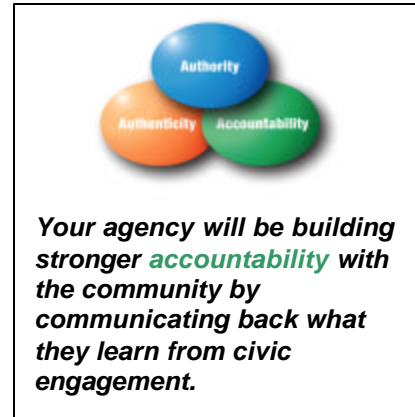 Authority
Authenticity Accountability
Your agency will be building
stronger accountability with
the community by
communicating back what
they learn from civic
engagement.